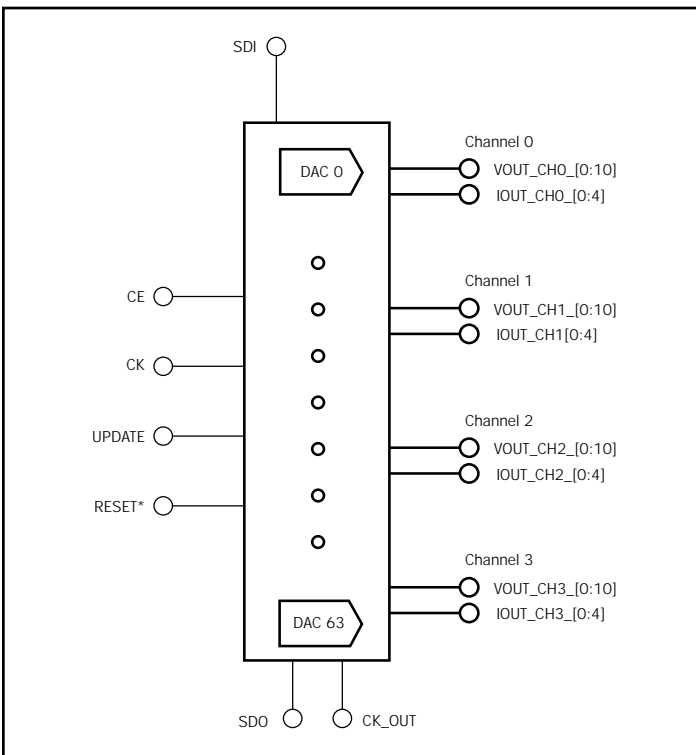 SDI
DAC 0
Channel 0
VOUT_CH0_[0:10]
IOUT_CH0_[0:4]
CE
Channel 1
VOUT_CH1_[0:10]
IOUT_CH1[0:4]
CK
UPDATE
Channel 2
VOUT_CH2_[0:10]
IOUT_CH2_[0:4]
RESET*
Channel 3
VOUT_CH3_[0:10]
IOUT_CH3_[0:4]
DAC 63
SDO
CK_OUT